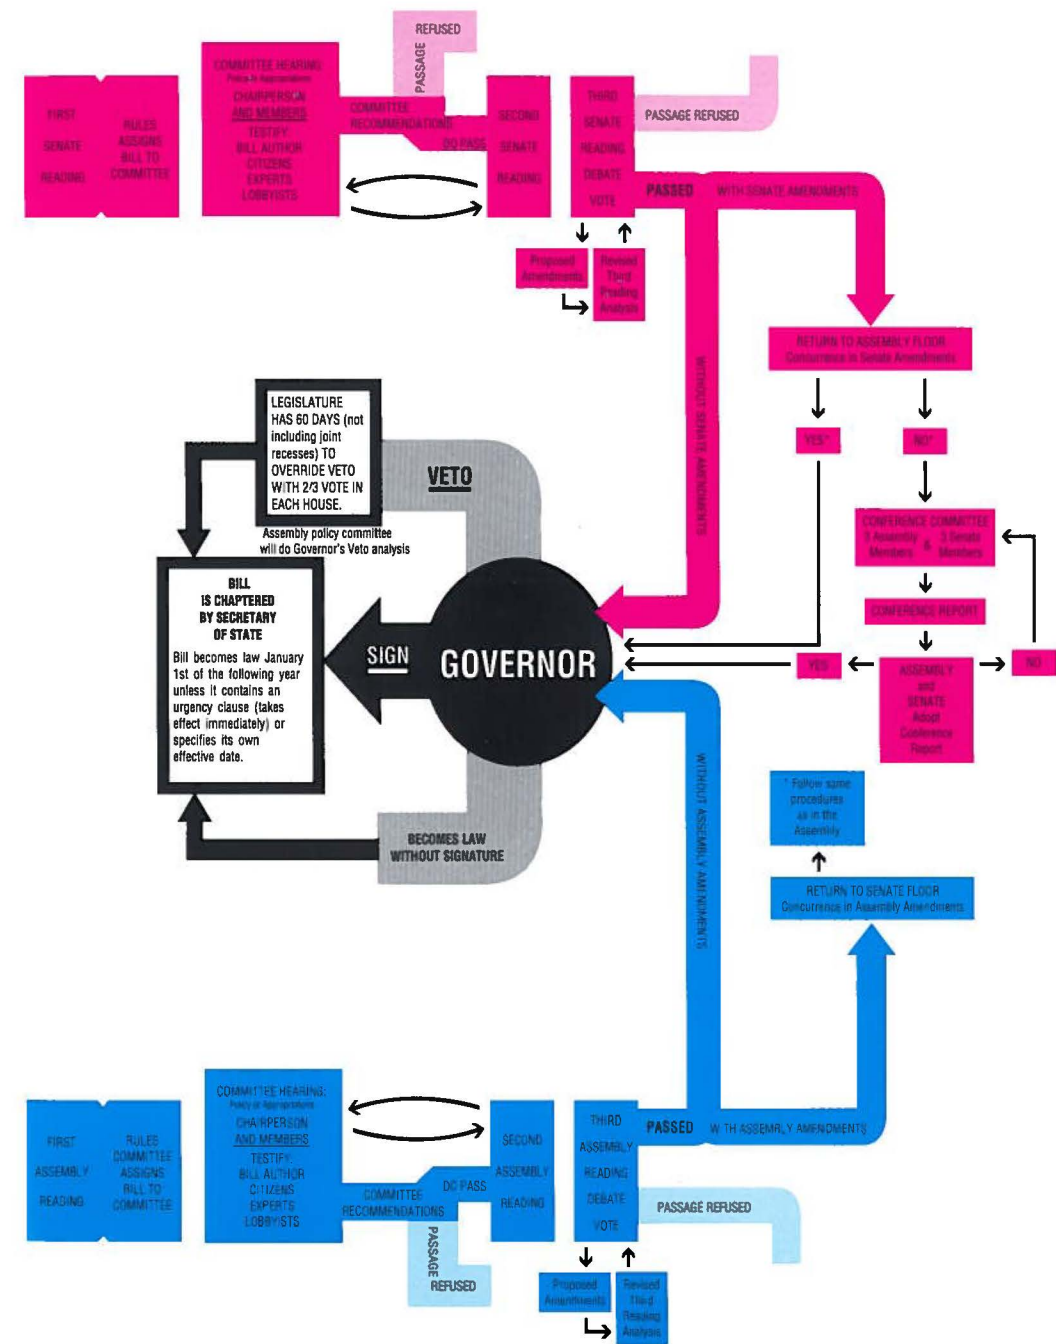 REFUSED
PASSAGE
FIRST
SENATE
READING
RULES
ASSIGNS
BILL TO
COMMITTEE
COMMITTEE HEARING:
Policy or Appropriations
CHAIRPERSON
AND MEMBERS
TESTIFY:
BILL AUTHOR
CITIZENS
EXPERTS
LOBBYISTS
COMMITTEE
RECOMMENDATIONS
DO PASS
SECOND
SENATE
READING
THIRD
SENATE
READING
DEBATE
VOTE
PASSAGE REFUSED
PASSED
WITH SENATE AMENDMENTS
Proposed
Amendments
Revised
Third
Reading
Analysis
WITHOUT SENATE AMENDMENTS
RETURN TO ASSEMBLY FLOOR
Concurrence in Senate Amendments
YES*
NO*
CONFERENCE COMMITTEE
3 Assembly Members & 3 Senate Members
CONFERENCE REPORT
YES
ASSEMBLY
and
SENATE
Adopt
Conference
Report
NO
LEGISLATURE
HAS 60 DAYS (not
including joint
recesses) TO
OVERRIDE VETO
WITH 2/3 VOTE IN
EACH HOUSE.
VETO
Assembly policy committee
will do Governor's Veto analysis
BILL
IS CHAPTERED
BY SECRETARY
OF STATE
Bill becomes law January
1st of the following year
unless it contains an
urgency clause (takes
effect immediately) or
specifies its own
effective date.
SIGN
GOVERNOR
BECOMES LAW
WITHOUT SIGNATURE
WITHOUT ASSEMBLY AMENDMENTS
* Follow same
procedures
as in the
Assembly
RETURN TO SENATE FLOOR
Concurrence in Assembly Amendments
FIRST
ASSEMBLY
READING
RULES
COMMITTEE
ASSIGNS
BILL TO
COMMITTEE
COMMITTEE HEARING:
Policy or Appropriations
CHAIRPERSON
AND MEMBERS
TESTIFY:
BILL AUTHOR
CITIZENS
EXPERTS
LOBBYISTS
COMMITTEE
RECOMMENDATIONS
DO PASS
PASSAGE
REFUSED
SECOND
ASSEMBLY
READING
THIRD
ASSEMBLY
READING
DEBATE
VOTE
PASSED
WITH ASSEMBLY AMENDMENTS
PASSAGE REFUSED
Proposed
Amendments
Revised
Third
Reading
Analysis